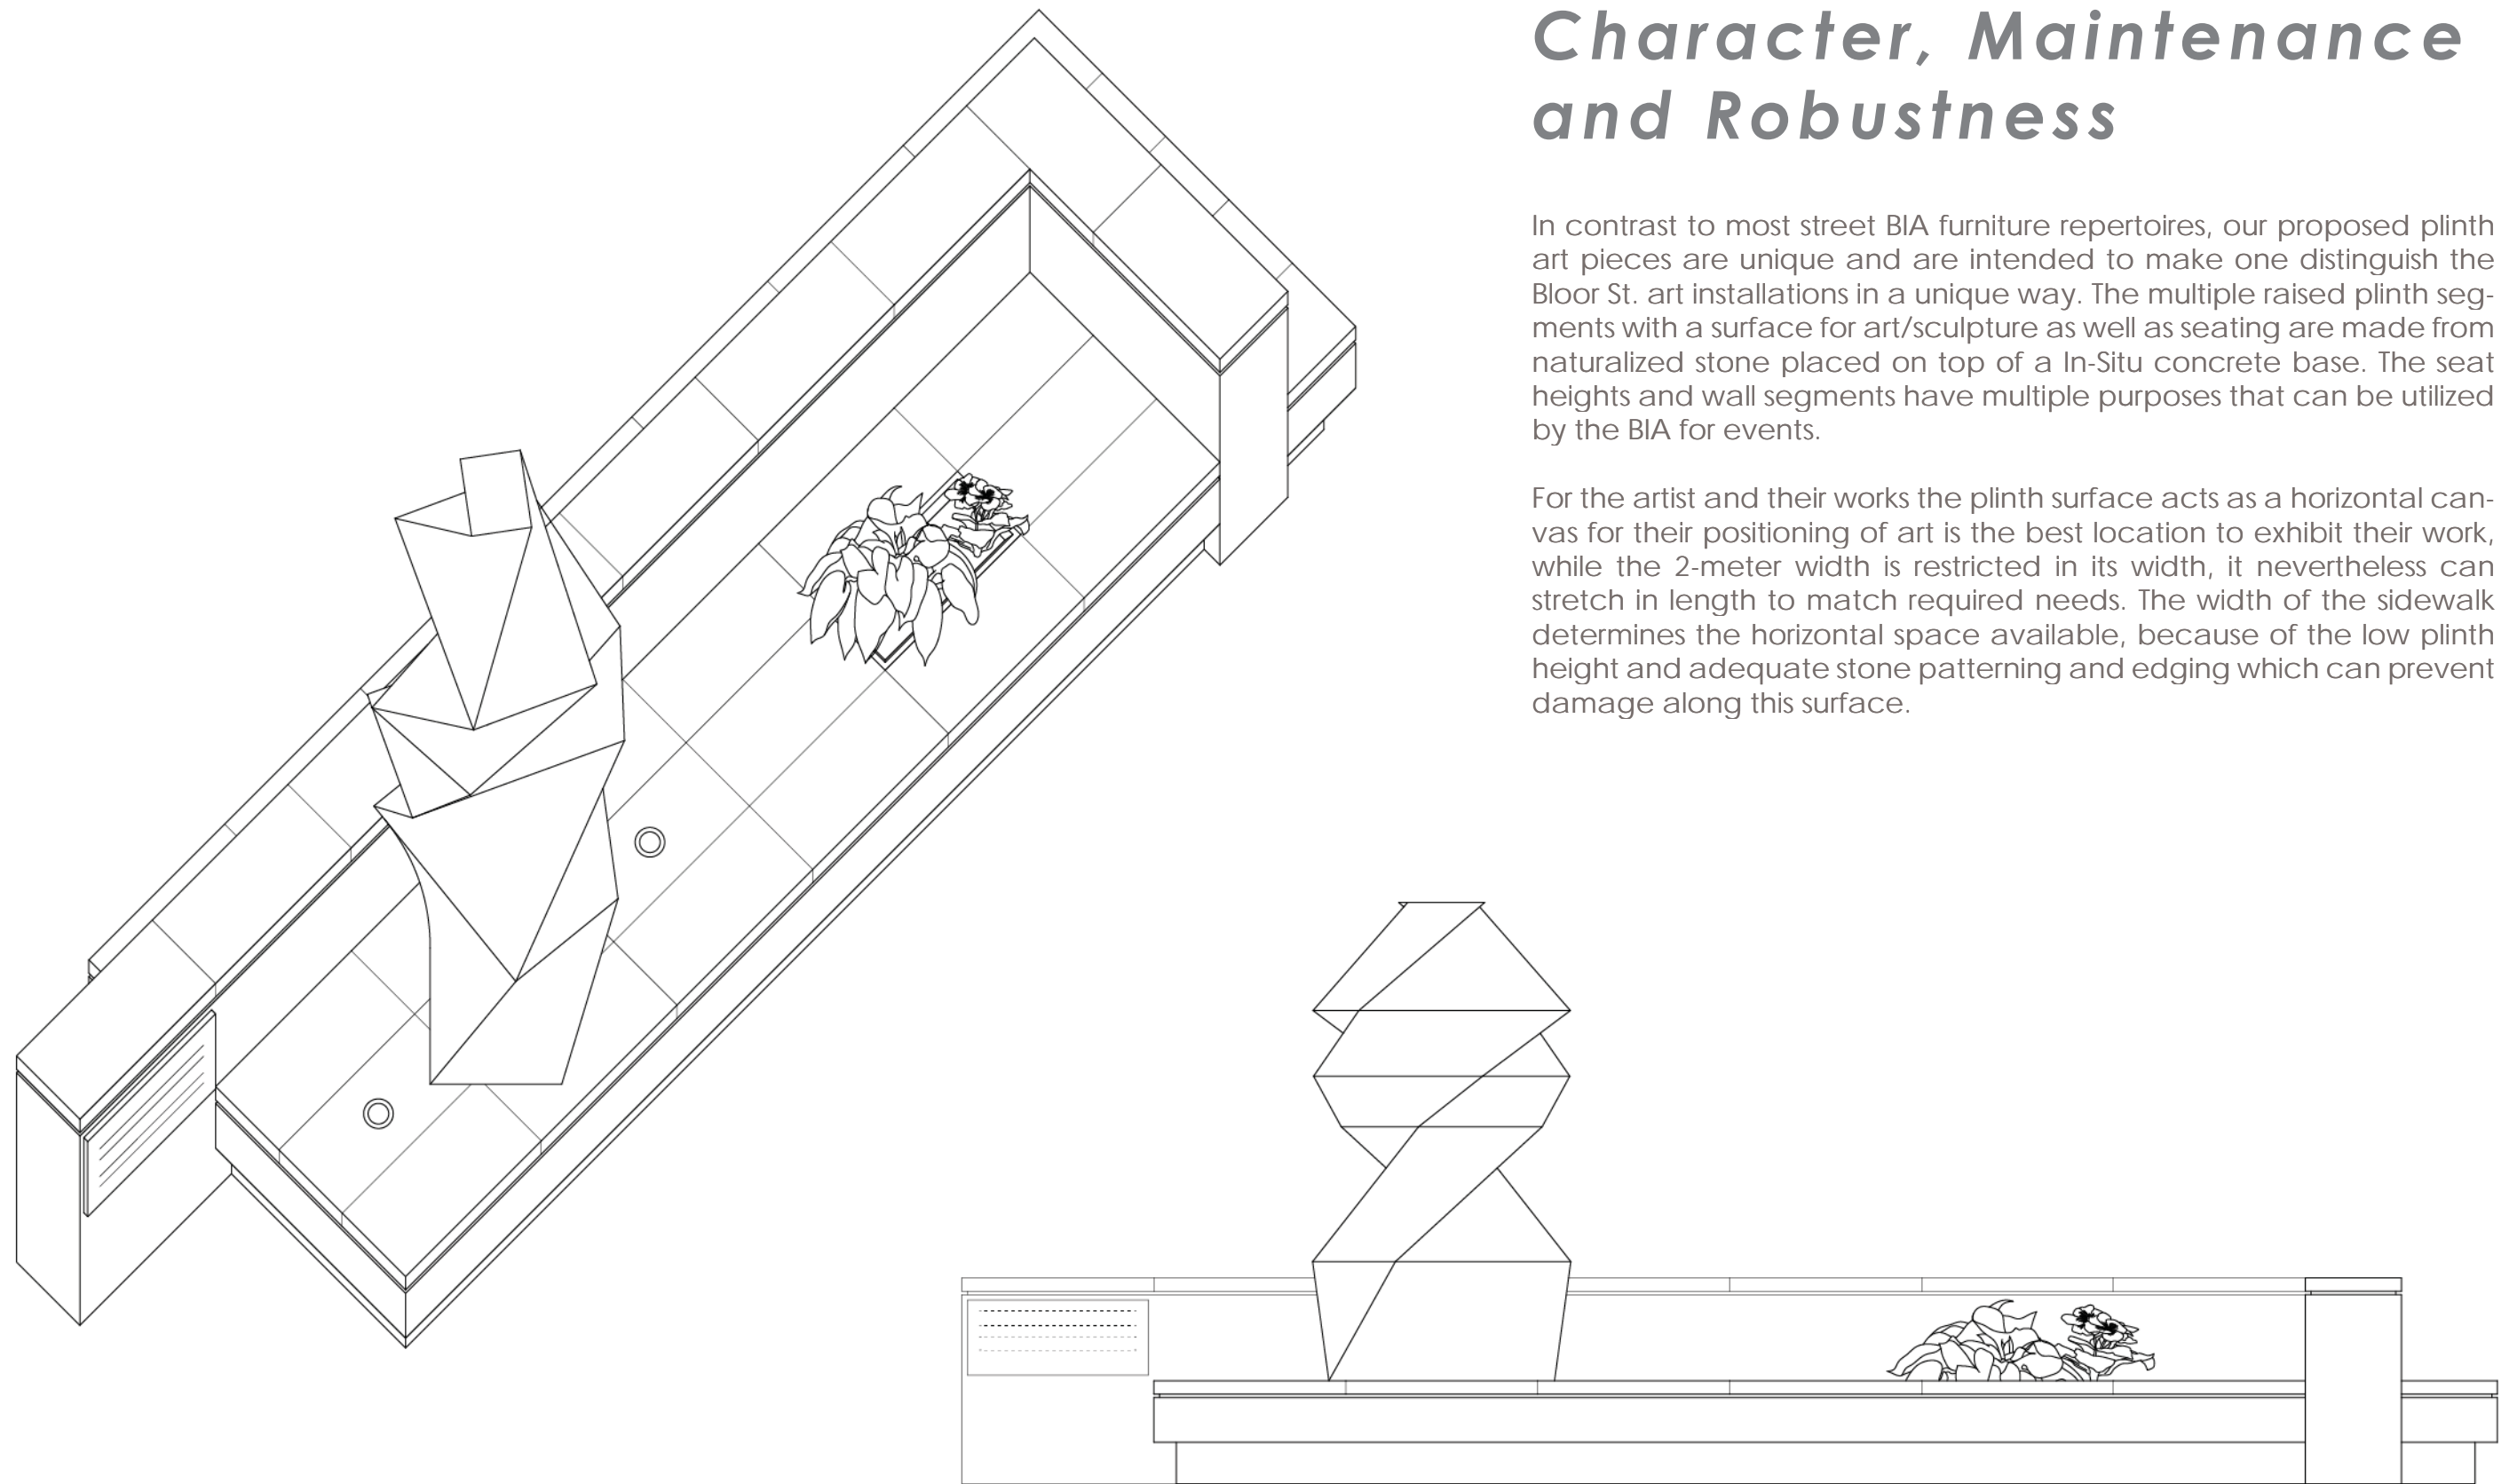 Character, Maintenance
and Robustness
In contrast to most street BIA furniture repertoires, our proposed plinth
art pieces are unique and are intended to make one distinguish the
Bloor St. art installations in a unique way. The multiple raised plinth seg-
ments with a surface for art/sculpture as well as seating are made from
naturalized stone placed on top of a In-Situ concrete base. The seat
heights and wall segments have multiple purposes that can be utilized
by the BIA for events.
For the artist and their works the plinth surface acts as a horizontal can-
vas for their positioning of art is the best location to exhibit their work,
while the 2-meter width is restricted in its width, it nevertheless can
stretch in length to match required needs. The width of the sidewalk
determines the horizontal space available, because of the low plinth
height and adequate stone patterning and edging which can prevent
damage along this surface.